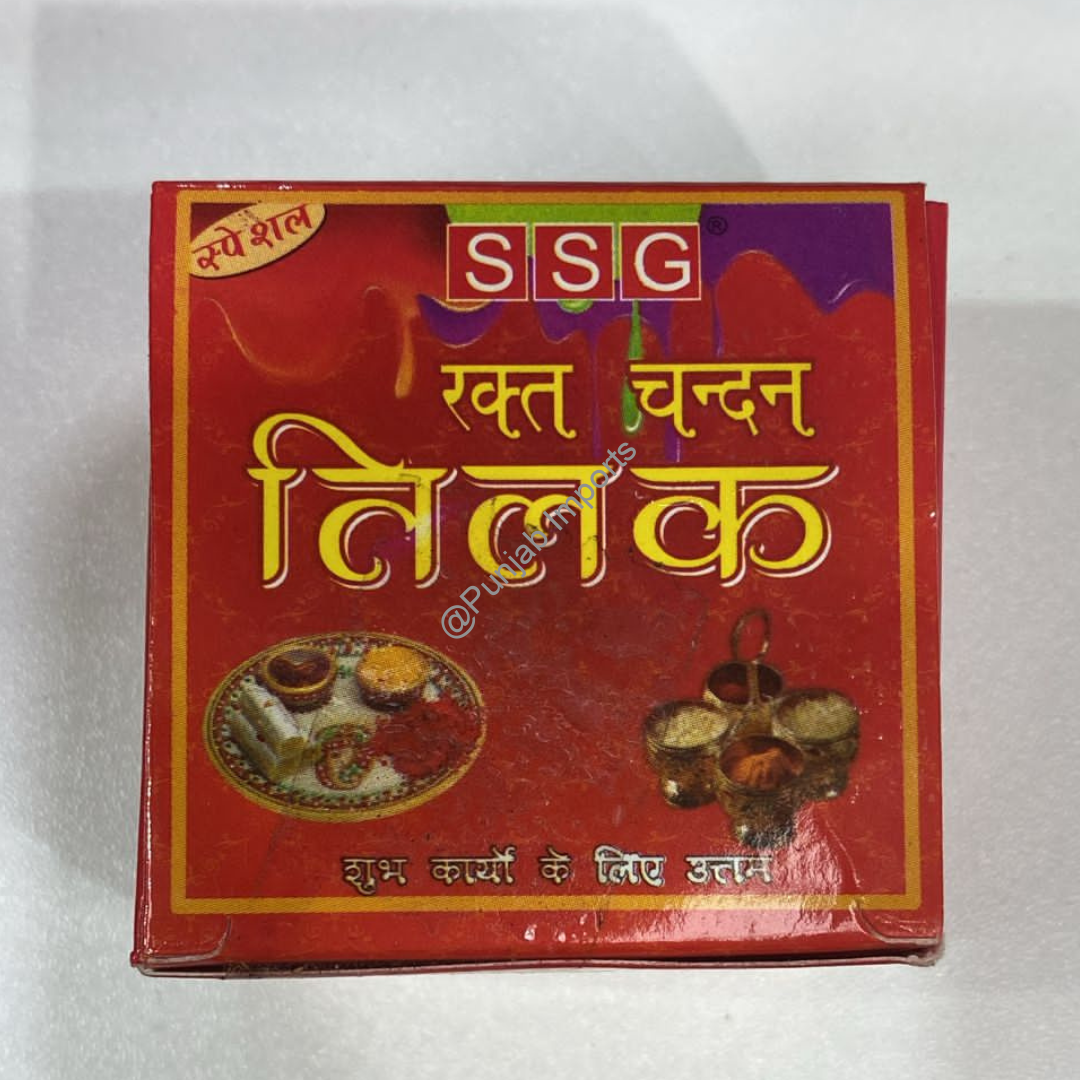 स्पेशल
SSG®
रक्त चन्दन
तिलक
@Punjab Imports
शुभ कार्यो के लिए उत्तम